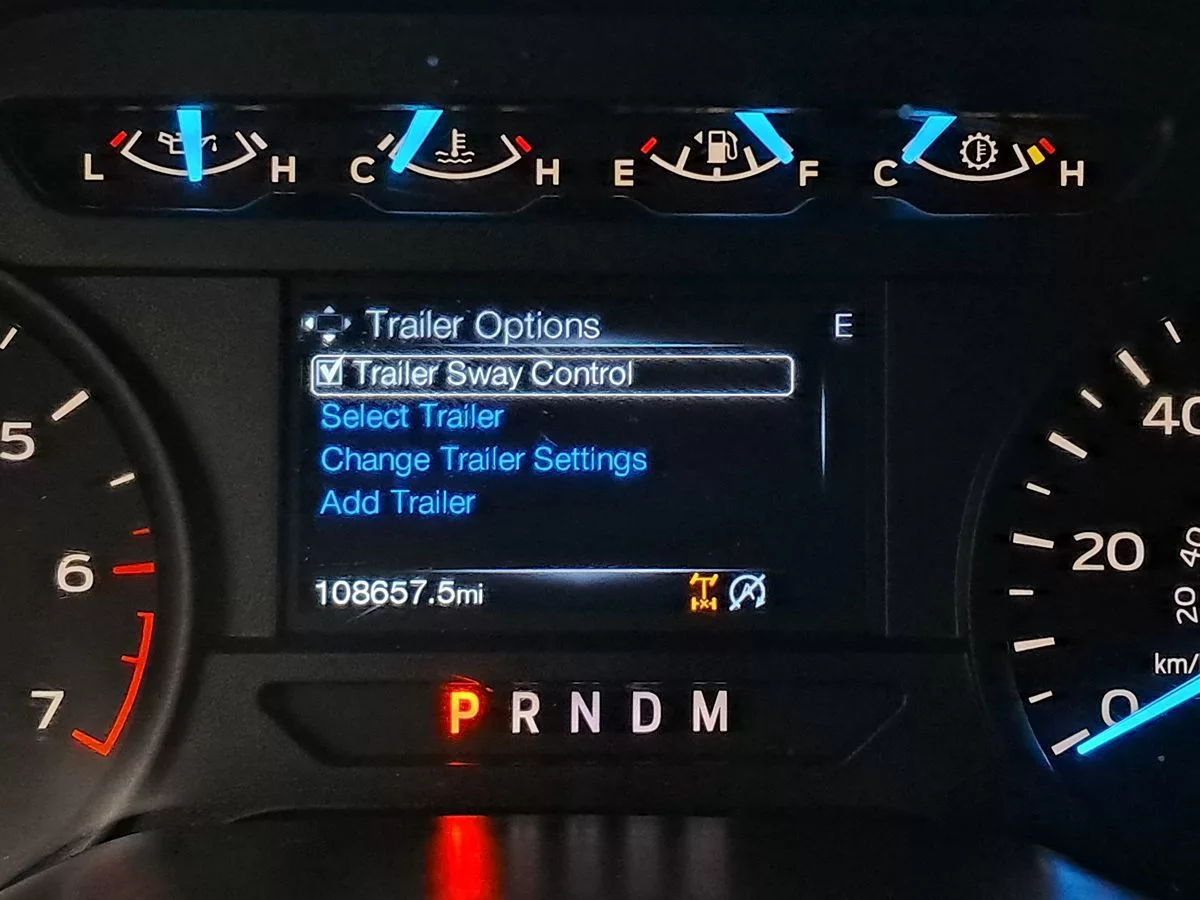 L H C H E F C H
Trailer Options E
Trailer Sway Control
Select Trailer
Change Trailer Settings
Add Trailer
108657.5mi
P R N D M
5
6
7
40
20
0
40
20
km/